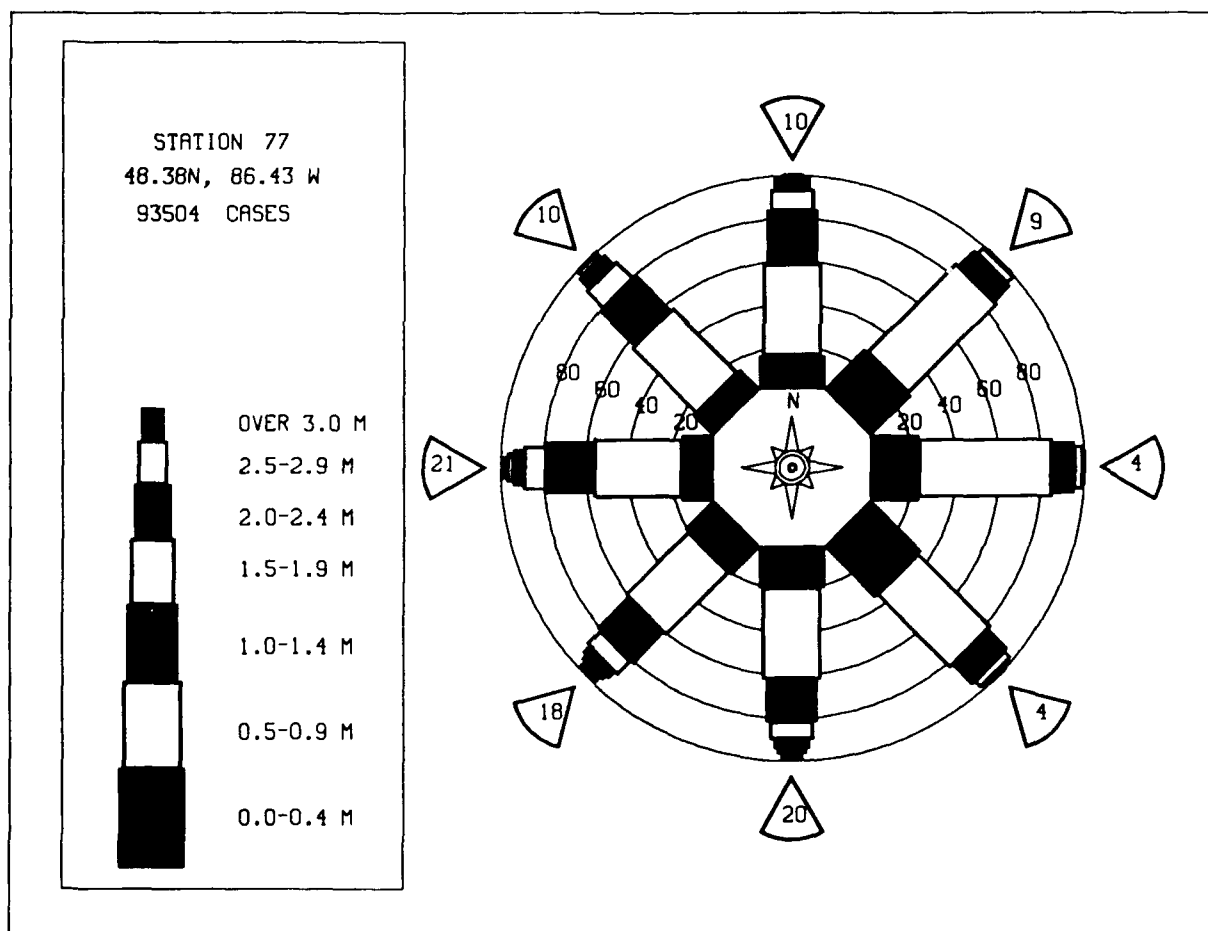 STATION 77
48.38N, 86.43 W
93504 CASES
OVER 3.0 M
2.5-2.9 M
2.0-2.4 M
1.5-1.9 M
1.0-1.4 M
0.5-0.9 M
0.0-0.4 M
10
10
9
80
60
40
20
N
20
40
60
80
21
4
18
4
20